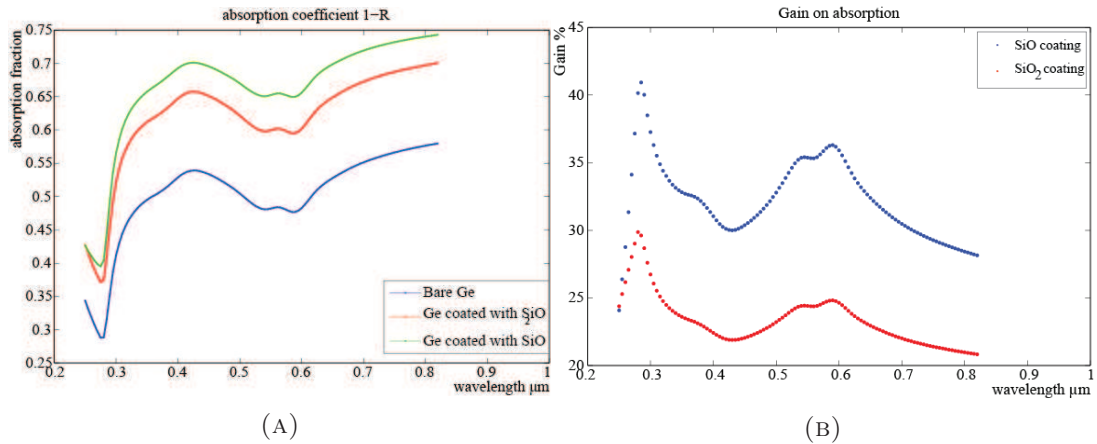 absorption coefficient 1−R
absorption fraction
0.75
0.7
0.65
0.6
0.55
0.5
0.45
0.4
0.35
0.3
0.25
0.2
0.3
0.4
0.5
0.6
0.7
0.8
0.9
1
wavelength µm
Bare Ge
Ge coated with S2iO
Ge coated with SiO
(A)
Gain on absorption
Gain %
45
40
35
30
25
20
0.2
0.3
0.4
0.5
0.6
0.7
0.8
0.9
1
wavelength µm
SiO coating
SiO2 coating
(B)